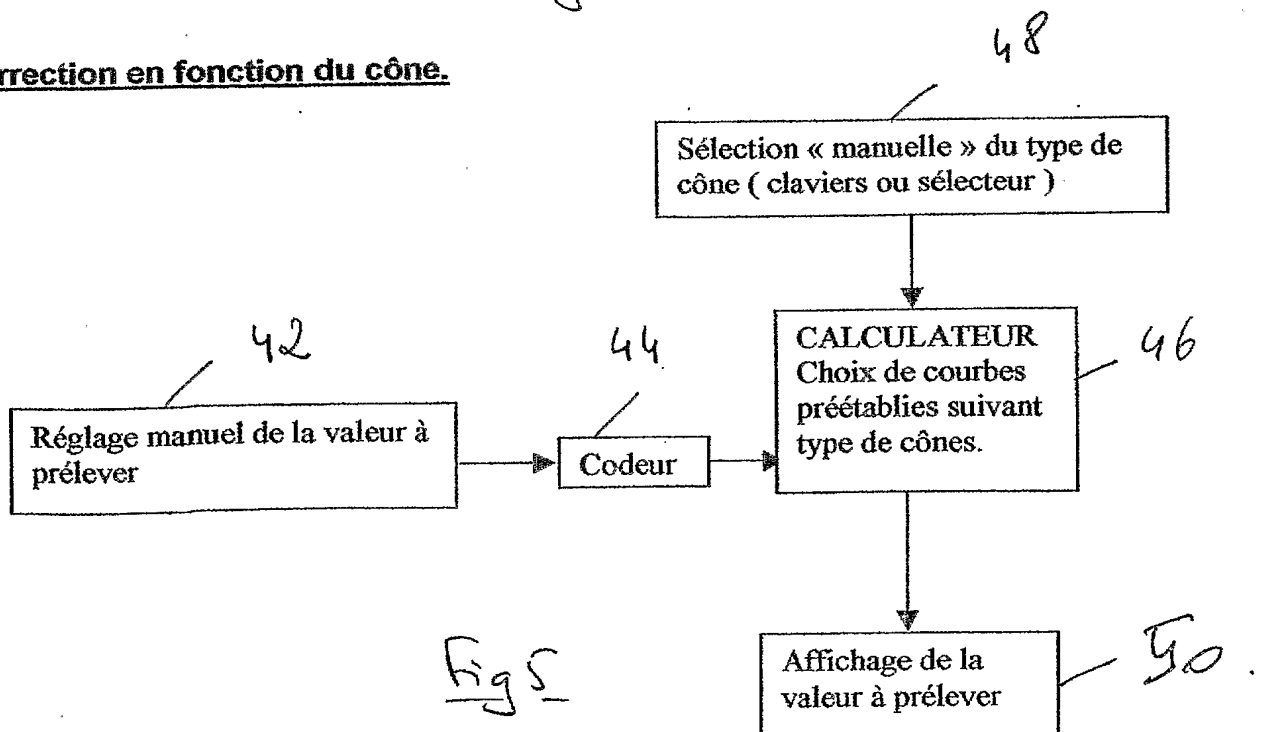 rrection en fonction du cône.
48
Sélection « manuelle » du type de
cône ( claviers ou sélecteur )
42
44
46
Réglage manuel de la valeur à
prélever
Codeur
CALCULATEUR
Choix de courbes
préétablies suivant
type de cônes.
Fig 5
Affichage de la
valeur à prélever
50.